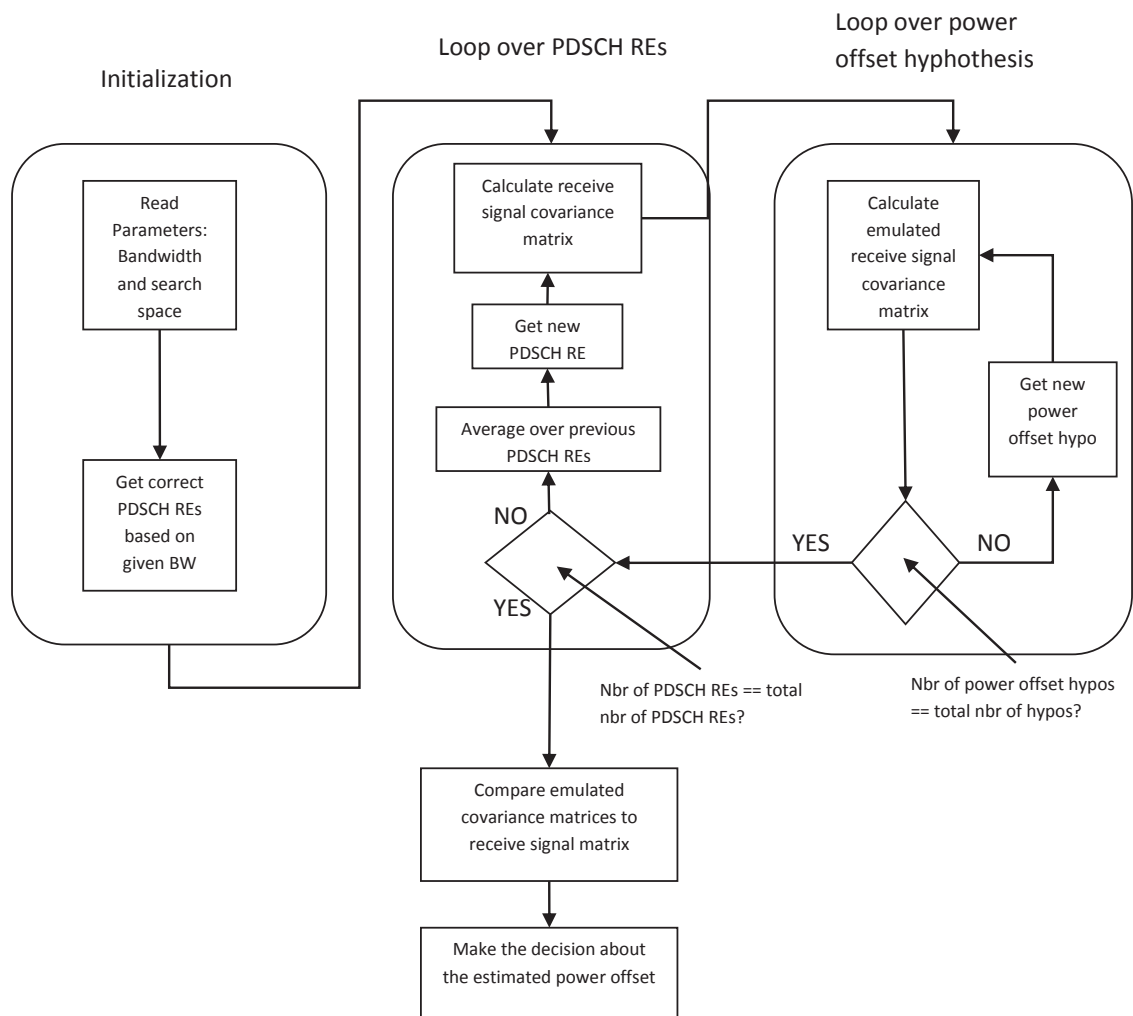 Initialization
Read
Parameters:
Bandwidth
and search
space
Get correct
PDSCH REs
based on
given BW
Loop over PDSCH REs
Calculate receive
signal covariance
matrix
Get new
PDSCH RE
Average over previous
PDSCH REs
NO
YES
Nbr of PDSCH REs == total
nbr of PDSCH REs?
Loop over power
offset hyphothesis
Calculate
emulated
receive signal
covariance
matrix
Get new
power
offset hypo
YES
NO
Nbr of power offset hypos
== total nbr of hypos?
Compare emulated
covariance matrices to
receive signal matrix
Make the decision about
the estimated power offset